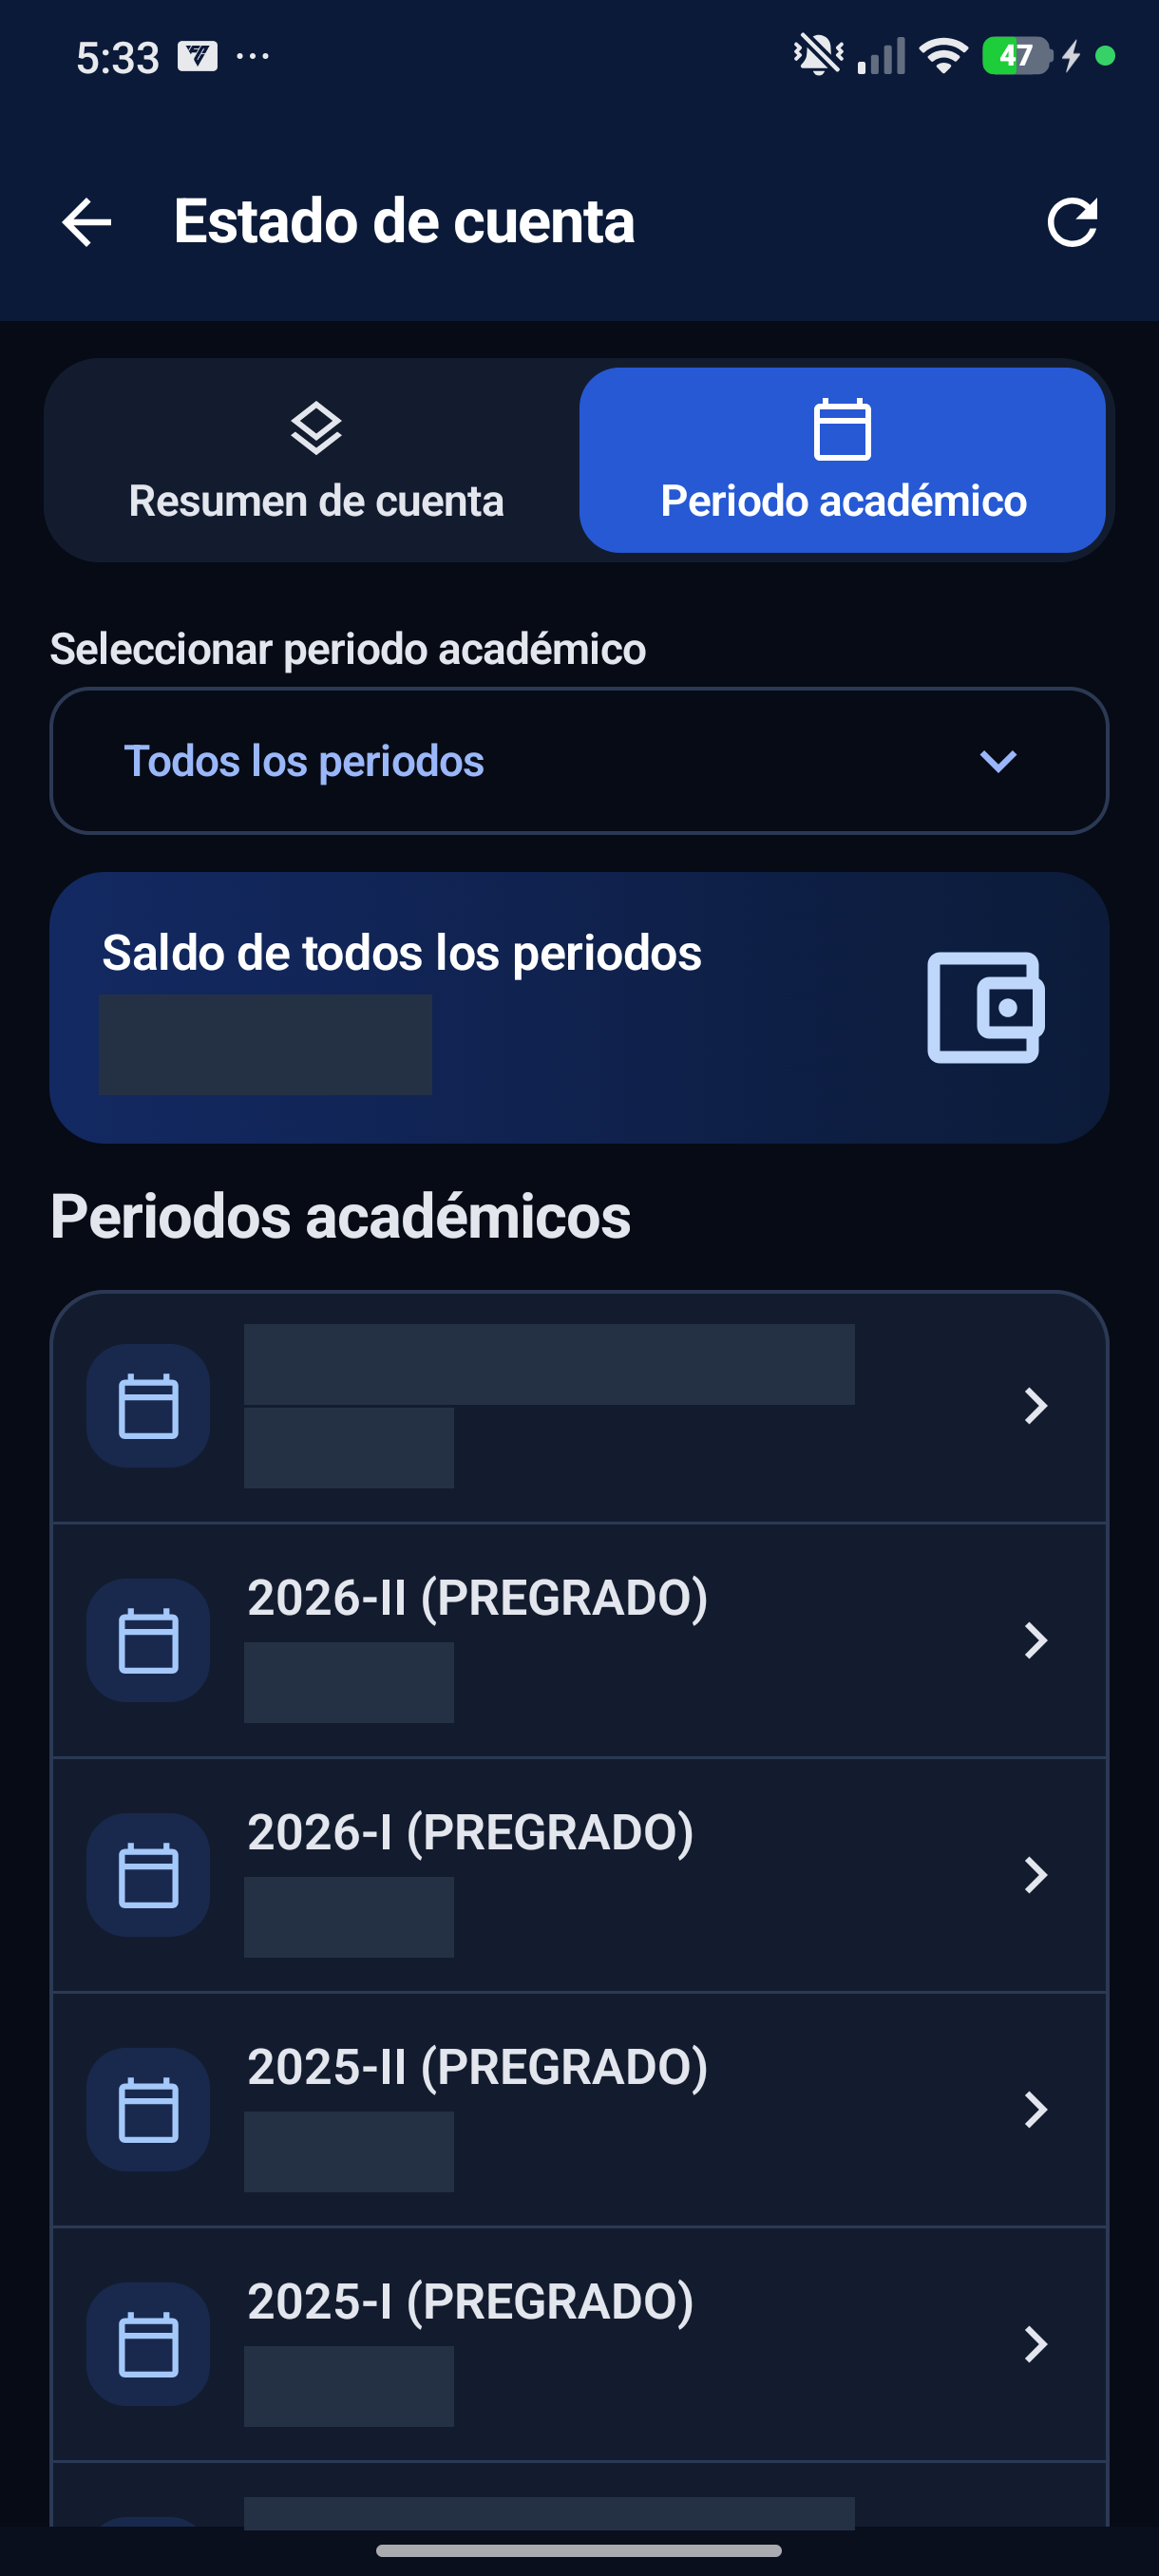 5:33
47
Estado de cuenta
Resumen de cuenta
Periodo académico
Seleccionar periodo académico
Todos los periodos
Saldo de todos los periodos
Periodos académicos
2026-II (PREGRADO)
2026-I (PREGRADO)
2025-II (PREGRADO)
2025-I (PREGRADO)